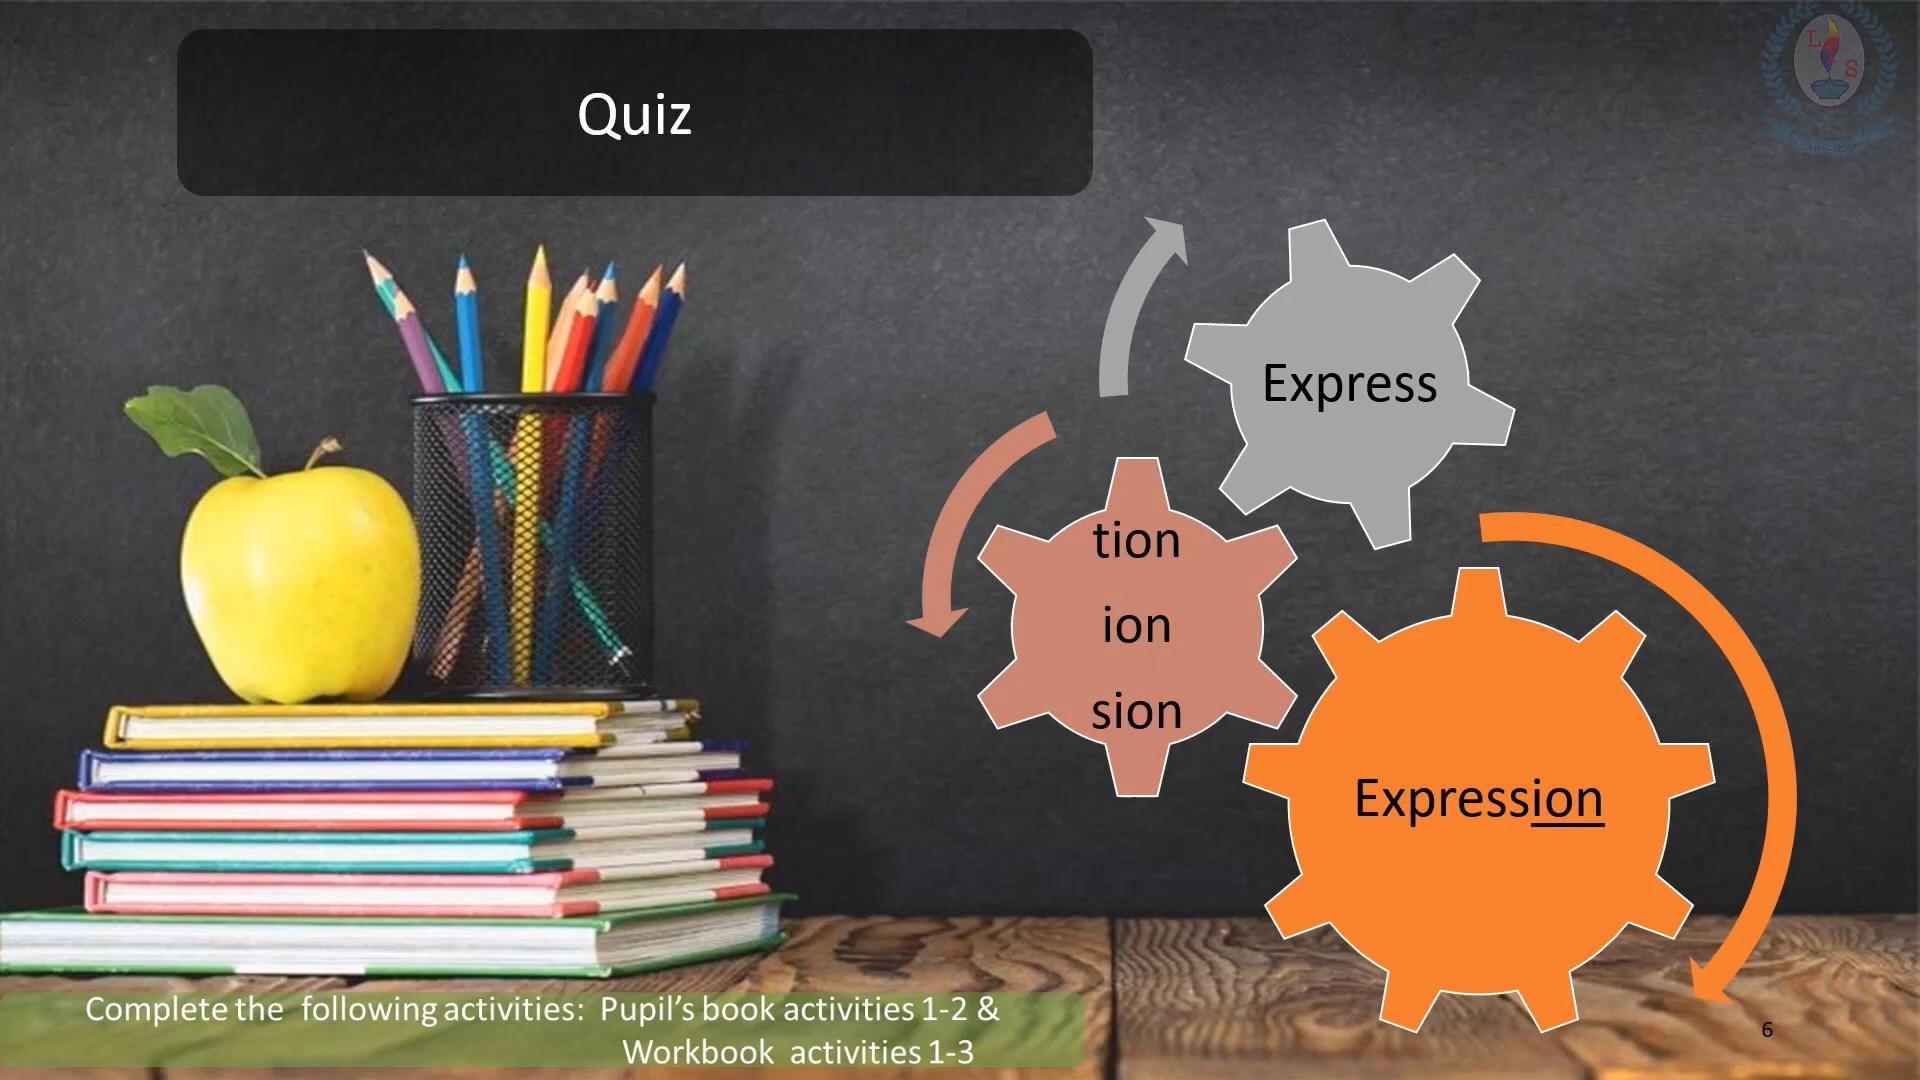 Quiz
L
S
Express
tion
ion
sion
Expression
Complete the following activities: Pupil's book activities 1-2 &
Workbook activities 1-3
6